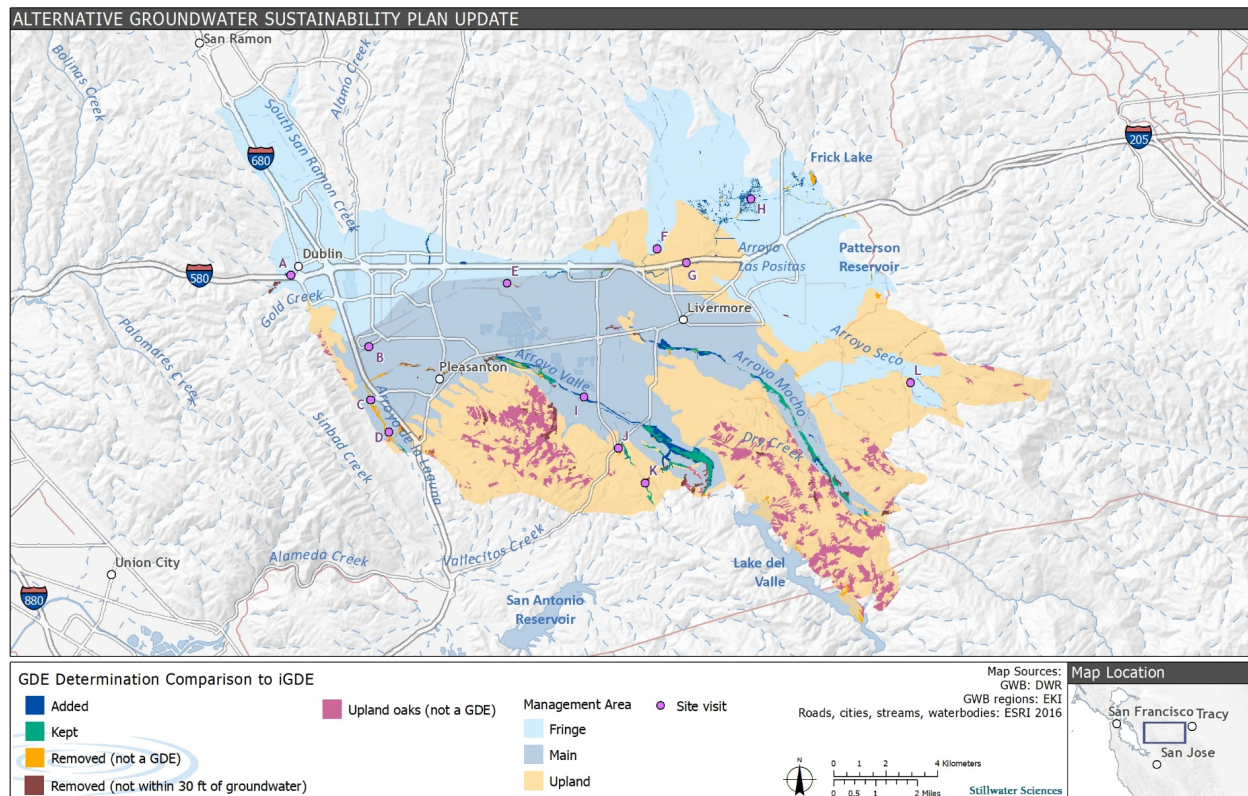 ALTERNATIVE GROUNDWATER SUSTAINABILITY PLAN UPDATE
San Ramon
Bolinas Creek
Alamo Creek
South San Ramon Creek
680
205
Frick Lake
H
F
Arroyo
Las Positas
Patterson
Reservoir
Dublin
A
580
G
E
Gold Creek
Livermore
Palomares Creek
B
Pleasanton
Arroyo Valle
Arroyo Mocho
Arroyo Seco
L
C
I
Sinbad Creek
D
Arroyo de la Laguna
J
Dry Creek
K
Vallecitos Creek
Alameda Creek
Union City
Lake del
Valle
880
San Antonio
Reservoir
GDE Determination Comparison to iGDE
Added
Kept
Removed (not a GDE)
Removed (not within 30 ft of groundwater)
Upland oaks (not a GDE)
Management Area
Fringe
Main
Upland
Site visit
Map Sources:
GWB: DWR
GWB regions: EKI
Roads, cities, streams, waterbodies: ESRI 2016
N
0 1 2 4 Kilometers
0 0.5 1 2 Miles
Stillwater Sciences
Map Location
San Francisco
Tracy
San Jose